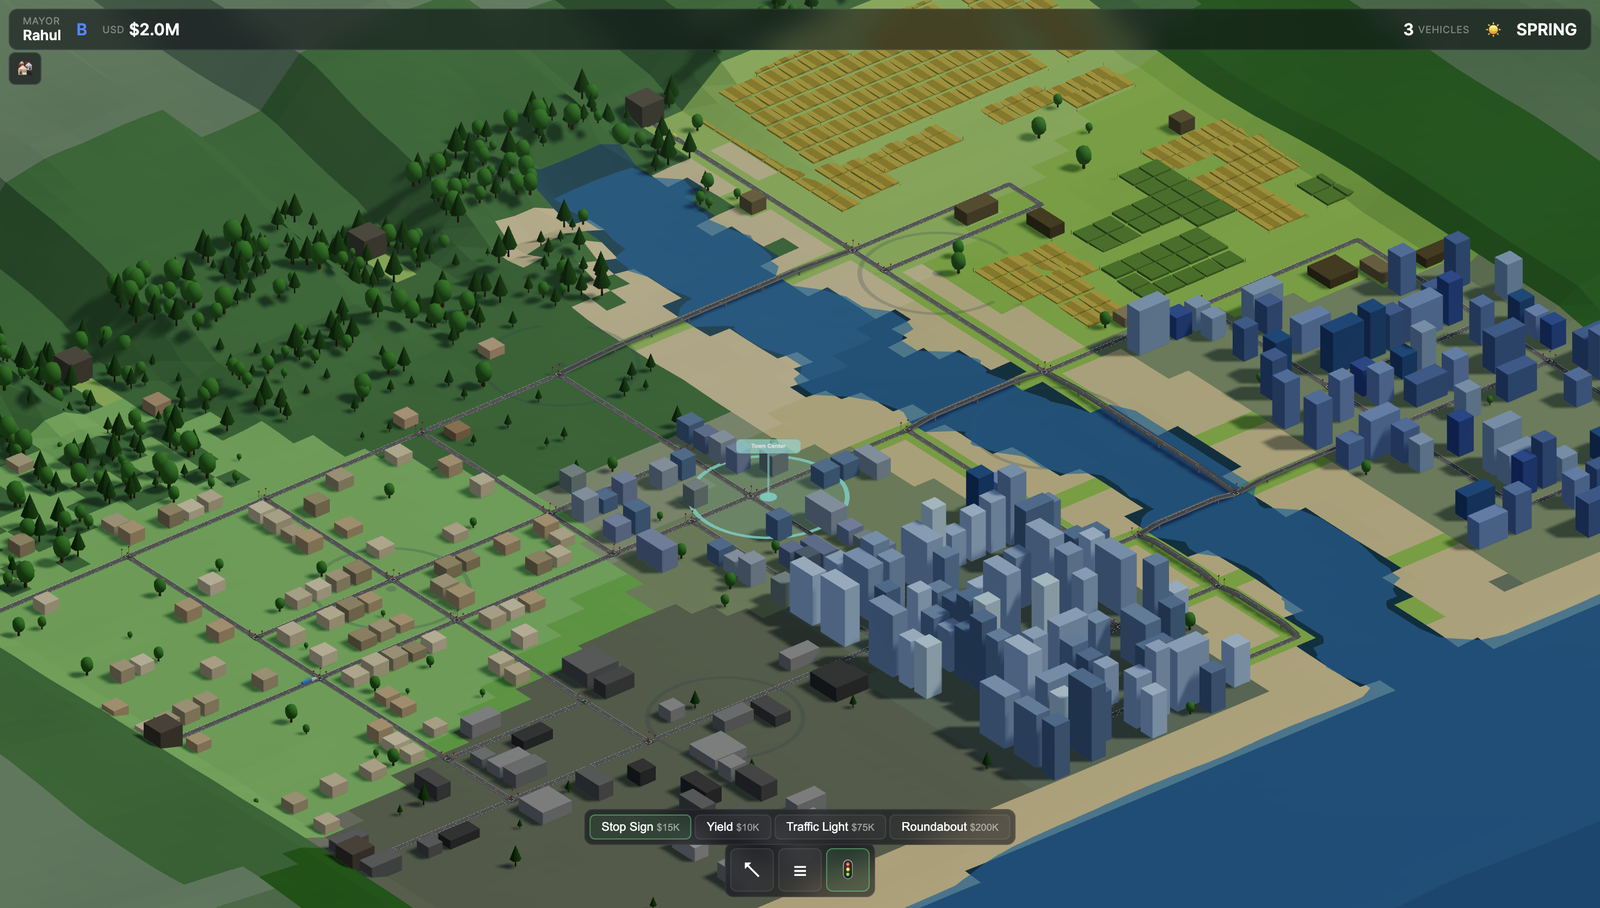 MAYOR
Rahul
B
USD $2.0M
3 VEHICLES
SPRING
Town Center
Stop Sign $15K
Yield $10K
Traffic Light $75K
Roundabout $200K